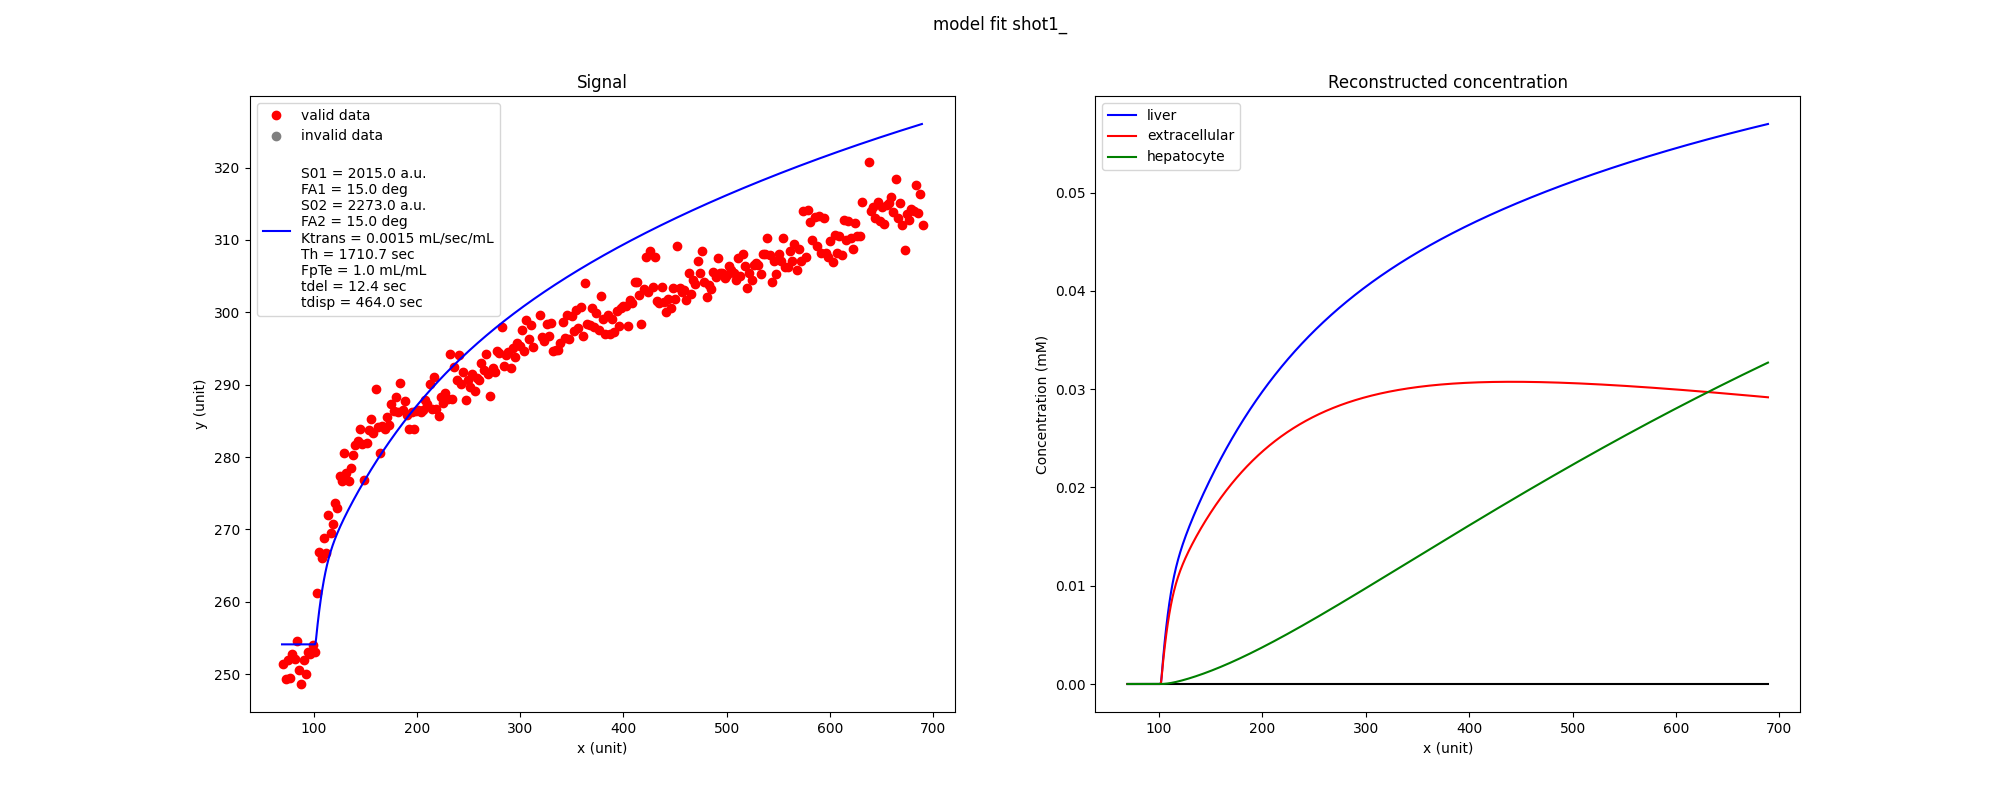 model fit shot1_
Signal
valid data
invalid data
S01 = 2015.0 a.u.
FA1 = 15.0 deg
S02 = 2273.0 a.u.
FA2 = 15.0 deg
Ktrans = 0.0015 mL/sec/mL
Th = 1710.7 sec
FpTe = 1.0 mL/mL
tdel = 12.4 sec
tdisp = 464.0 sec
y (unit)
320
310
300
290
280
270
260
250
100 200 300 400 500 600 700
x (unit)
Reconstructed concentration
liver
extracellular
hepatocyte
Concentration (mM)
0.05
0.04
0.03
0.02
0.01
0.00
100 200 300 400 500 600 700
x (unit)